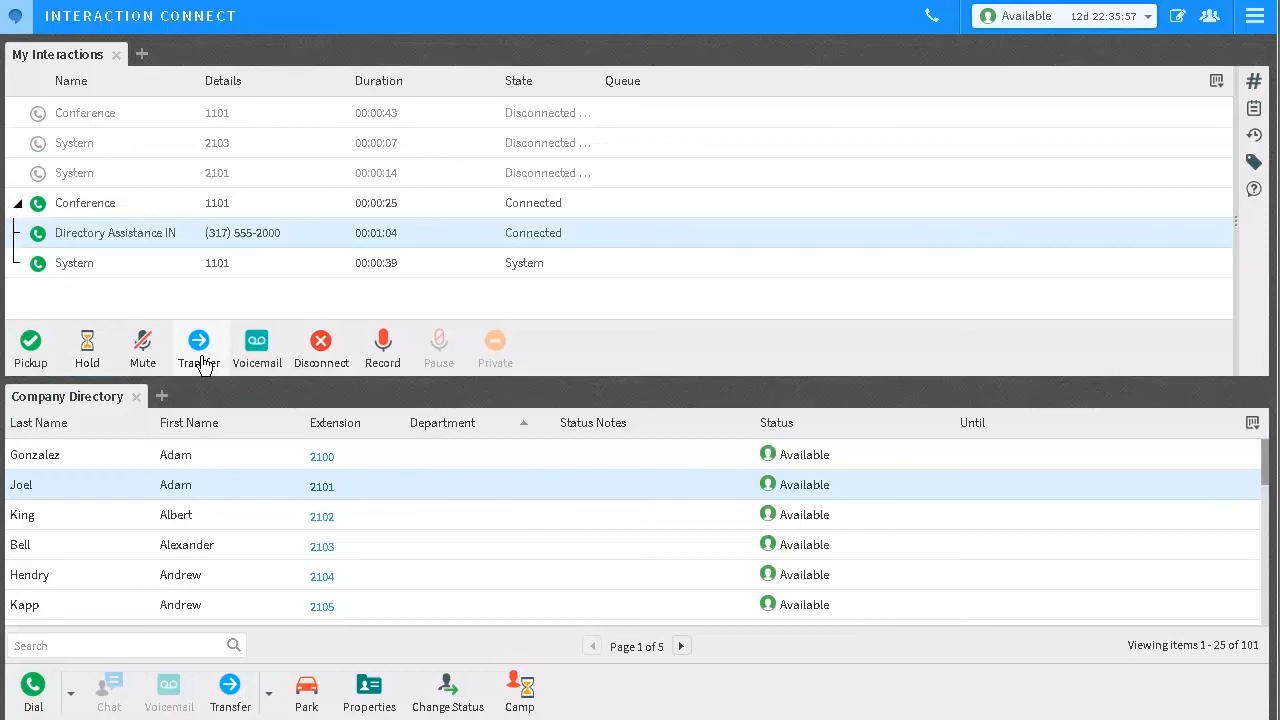 INTERACTION CONNECT
Available 12d 22:35:57
My Interactions
Name Details Duration State Queue
Conference 1101 00:00:43 Disconnected ...
System 2103 00:00:07 Disconnected ...
System 2101 00:00:14 Disconnected ...
Conference 1101 00:00:25 Connected
Directory Assistance IN (317) 555-2000 00:01:04 Connected
System 1101 00:00:39 System
Pickup Hold Mute Transfer Voicemail Disconnect Record Pause Private
Company Directory
Last Name First Name Extension Department Status Notes Status Until
Gonzalez Adam 2100 Available
Joel Adam 2101 Available
King Albert 2102 Available
Bell Alexander 2103 Available
Hendry Andrew 2104 Available
Kapp Andrew 2105 Available
Search Page 1 of 5 Viewing items 1 - 25 of 101
Dial Chat Voicemail Transfer Park Properties Change Status Camp